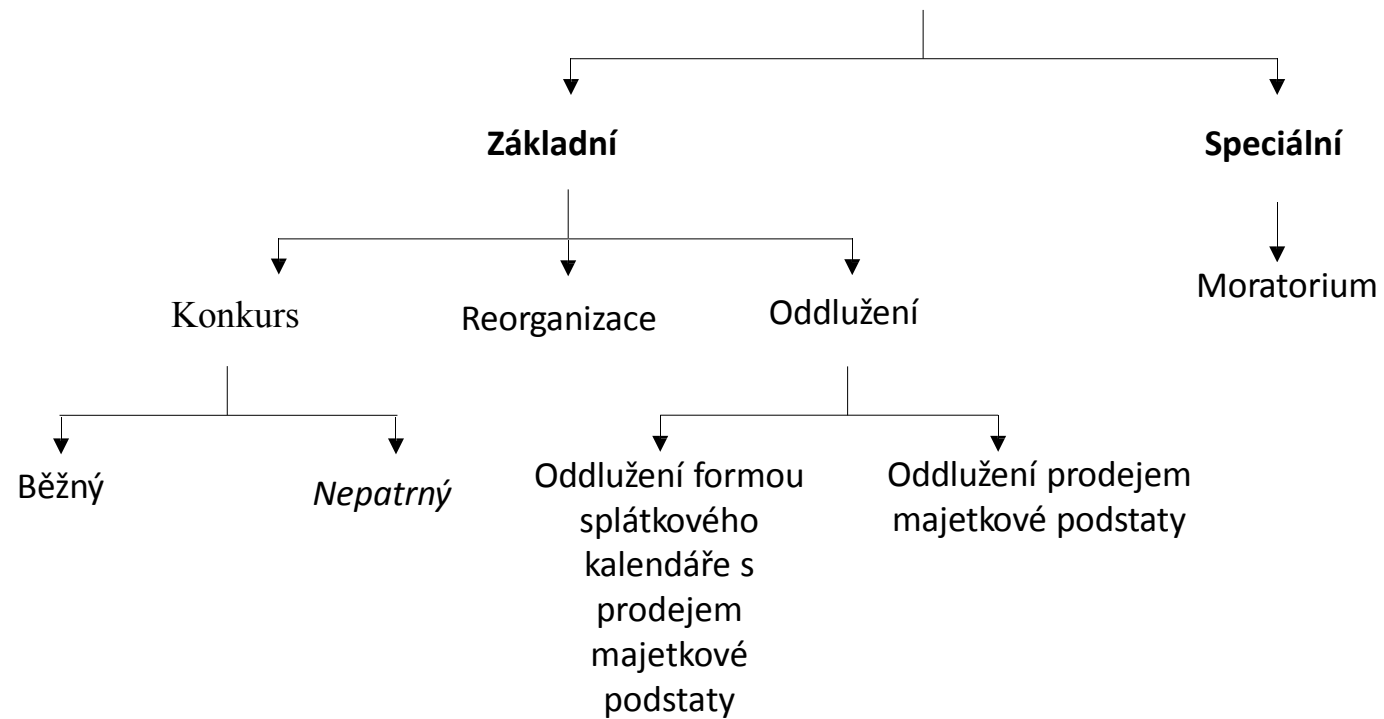 Základní
Speciální
Konkurs
Reorganizace
Oddlužení
Moratorium
Běžný
Nepatrný
Oddlužení formou
splátkového
kalendáře s
prodejem
majetkové
podstaty
Oddlužení prodejem
majetkové podstaty